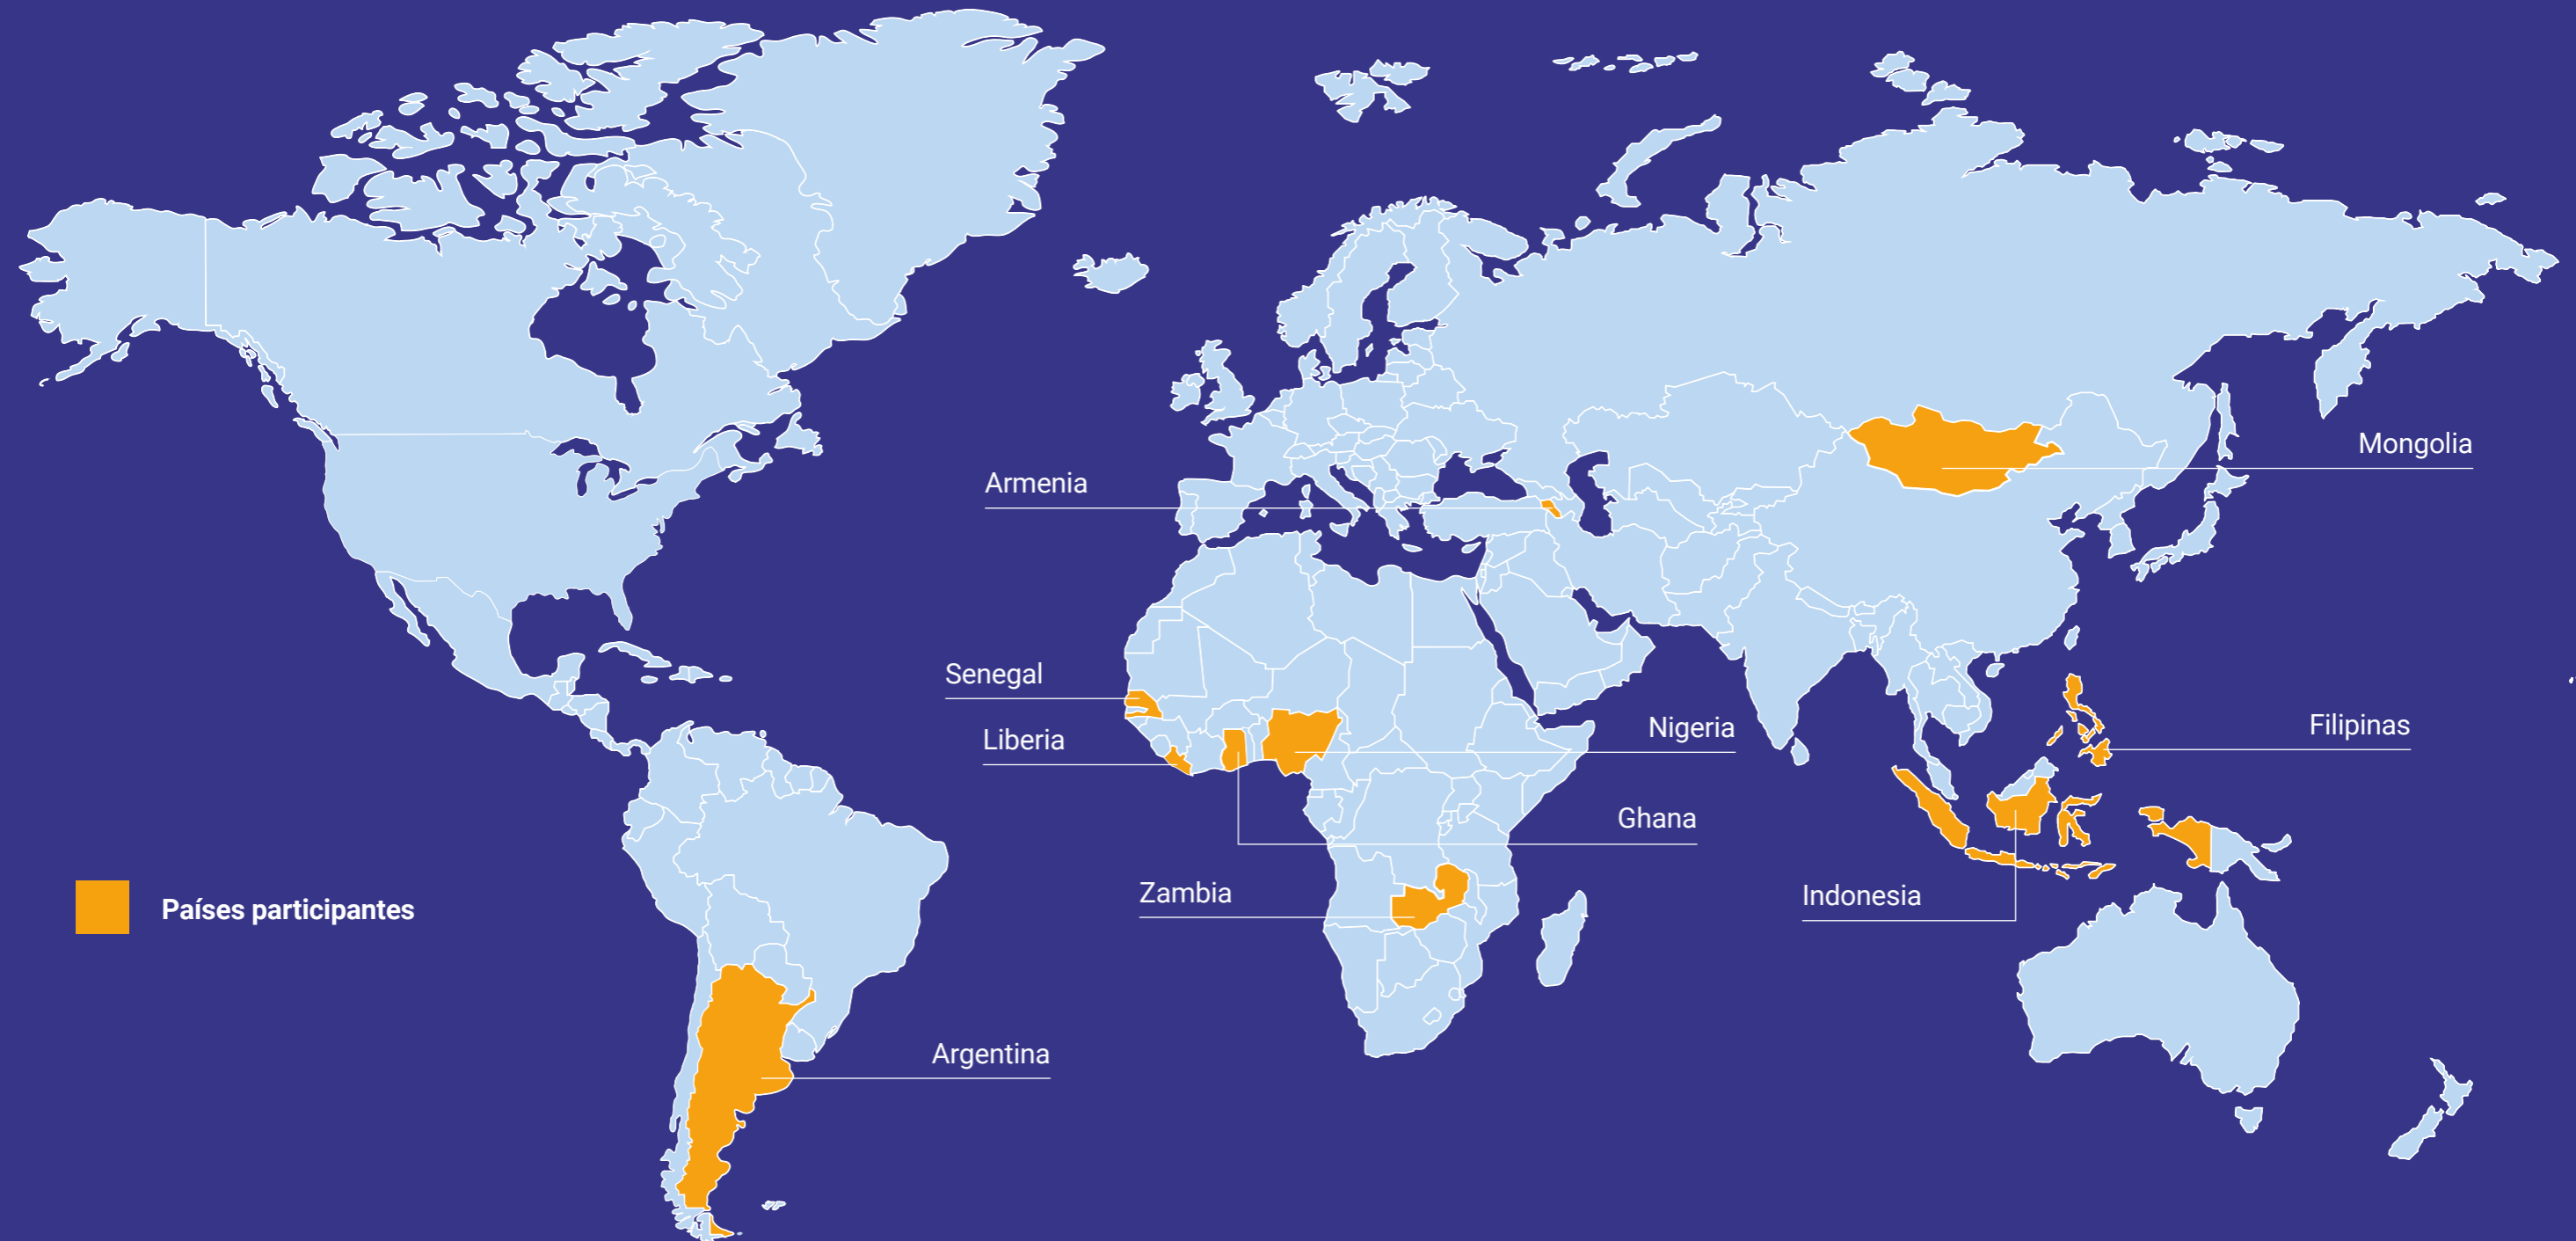 Mongolia
Armenia
Senegal
Nigeria
Filipinas
Liberia
Ghana
Zambia
Indonesia
Países participantes
Argentina